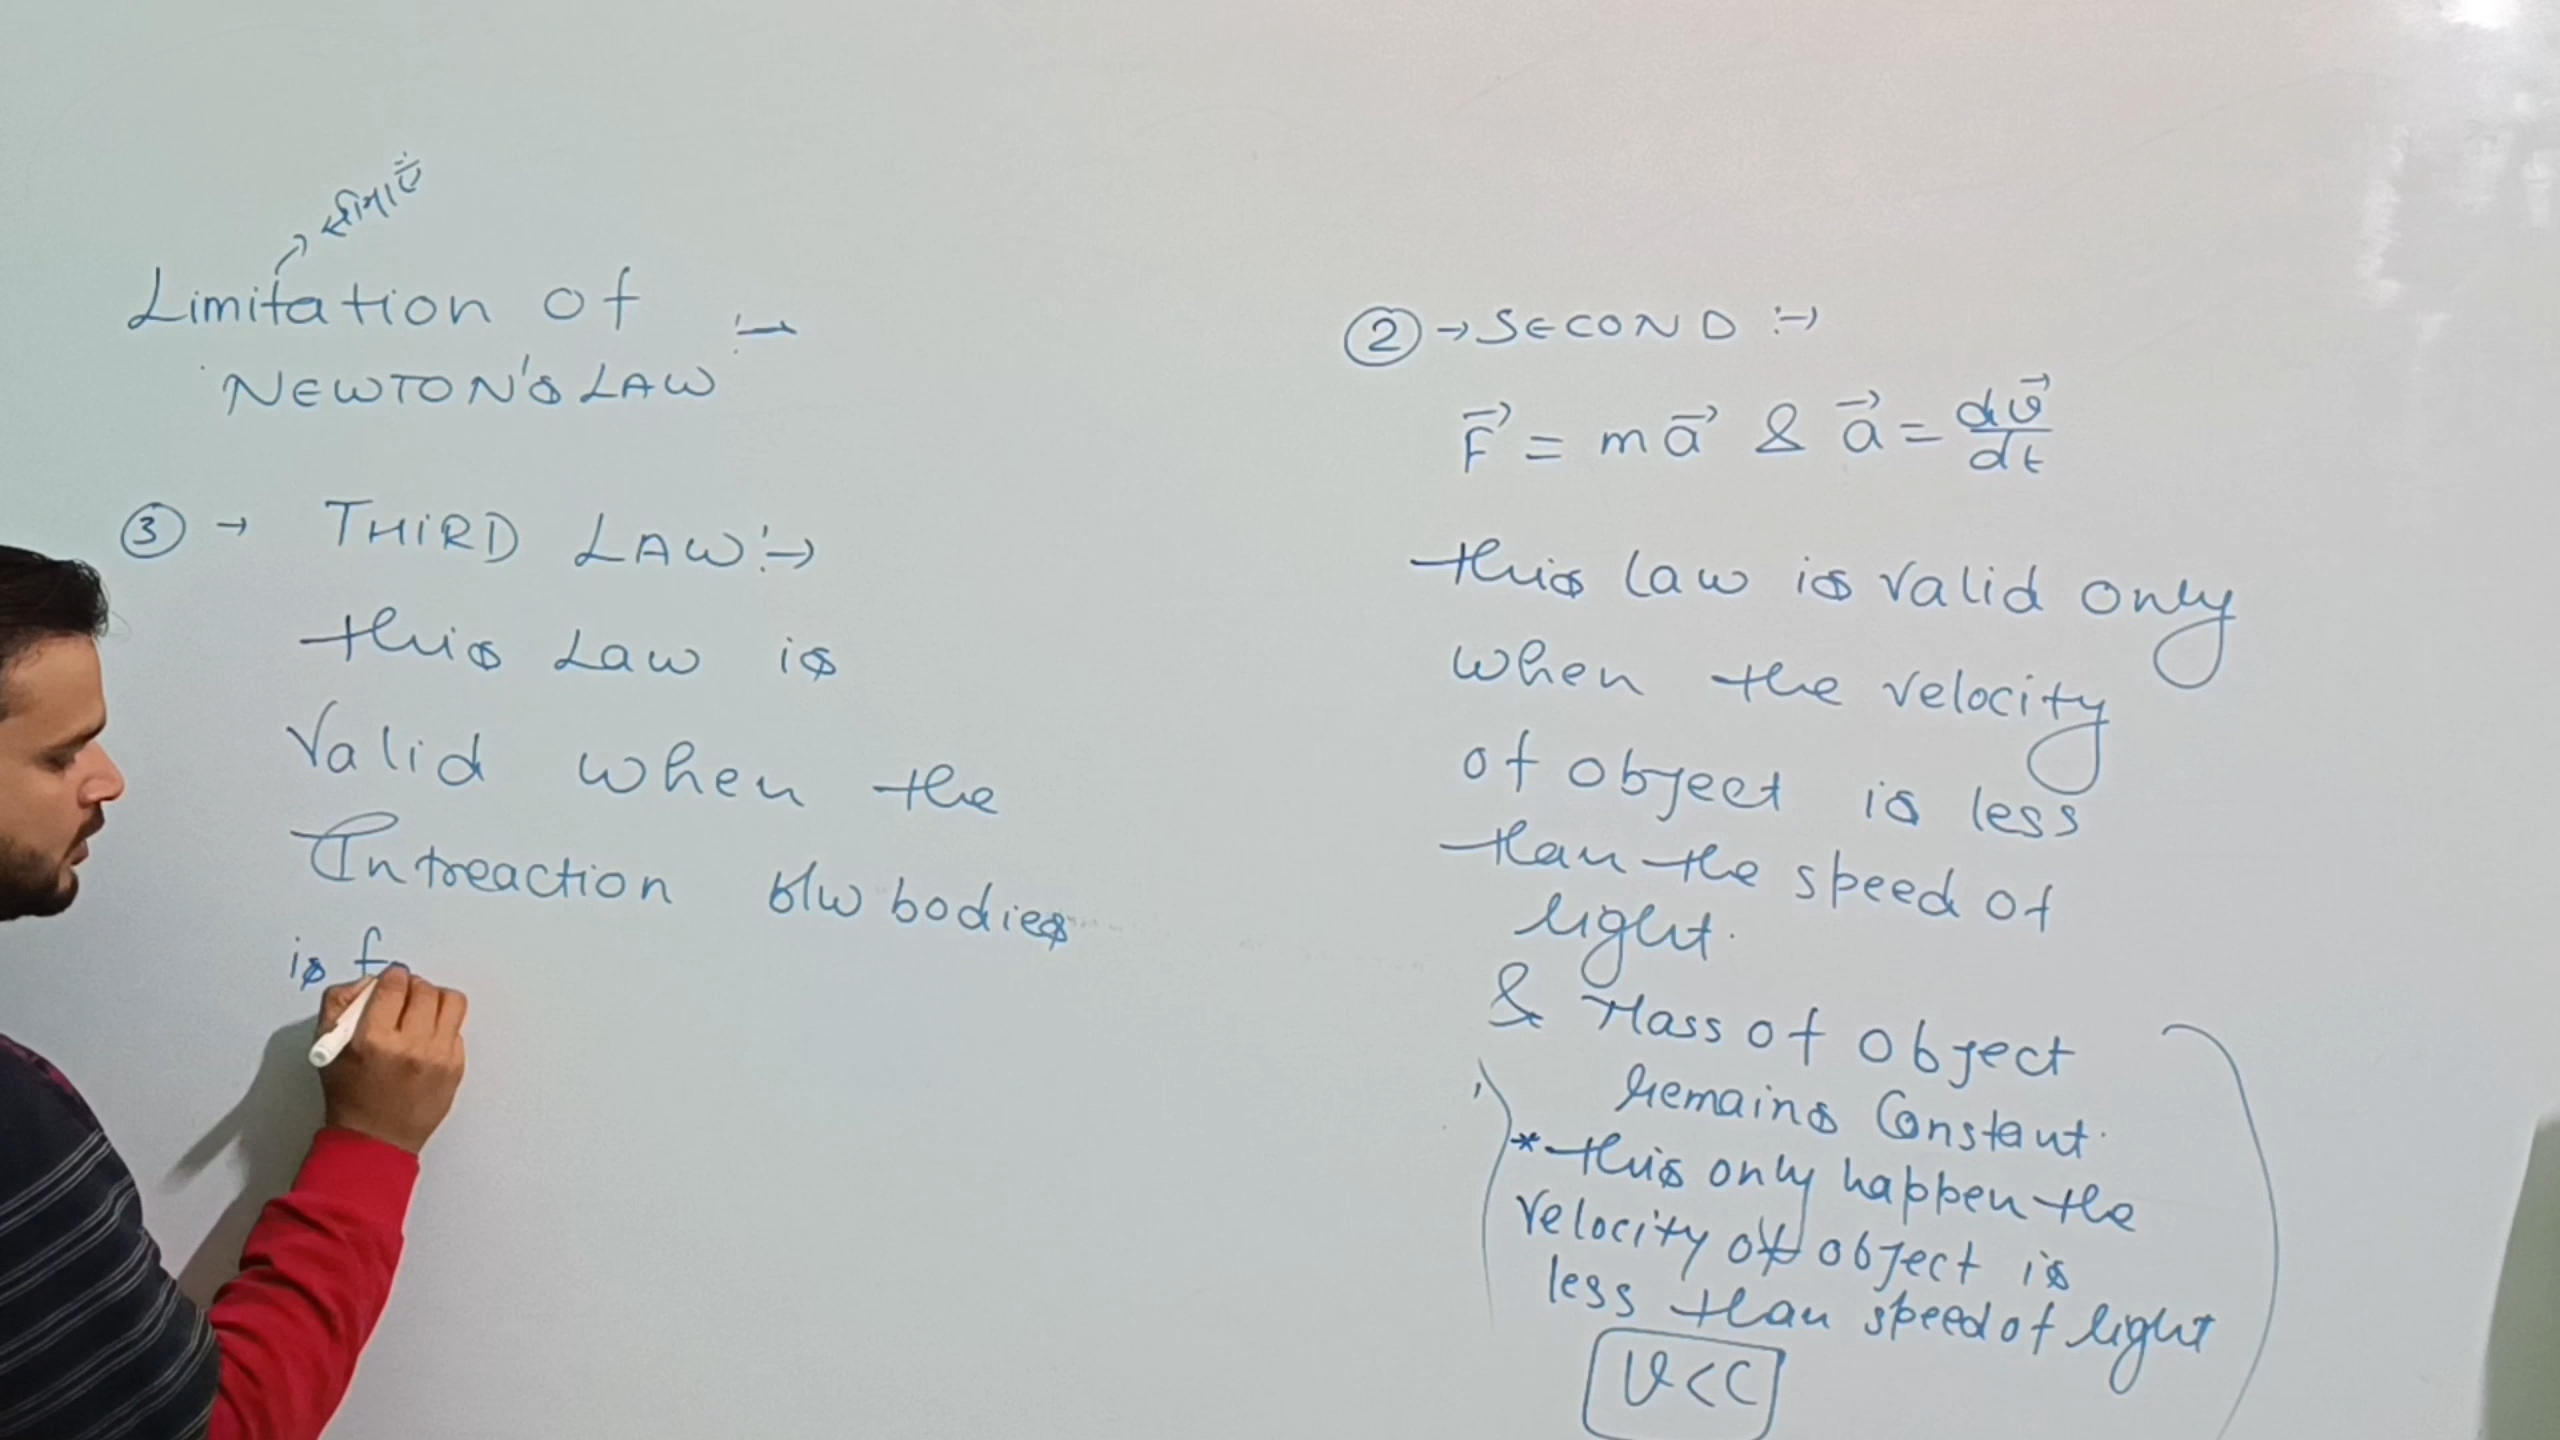 सीमाएं
Limitation of :-
NEWTON'S LAW
③ → THIRD LAW :→
this Law is
Valid when the
Intreaction b/w bodies
is f
② → SECOND :→
F⃗ = ma⃗ & a⃗ = dv⃗/dt
this law is valid only
when the velocity
of object is less
than the speed of
light.
& Mass of object
remains Constant.
* this only happen the
Velocity of object is
less than speed of light
v<c